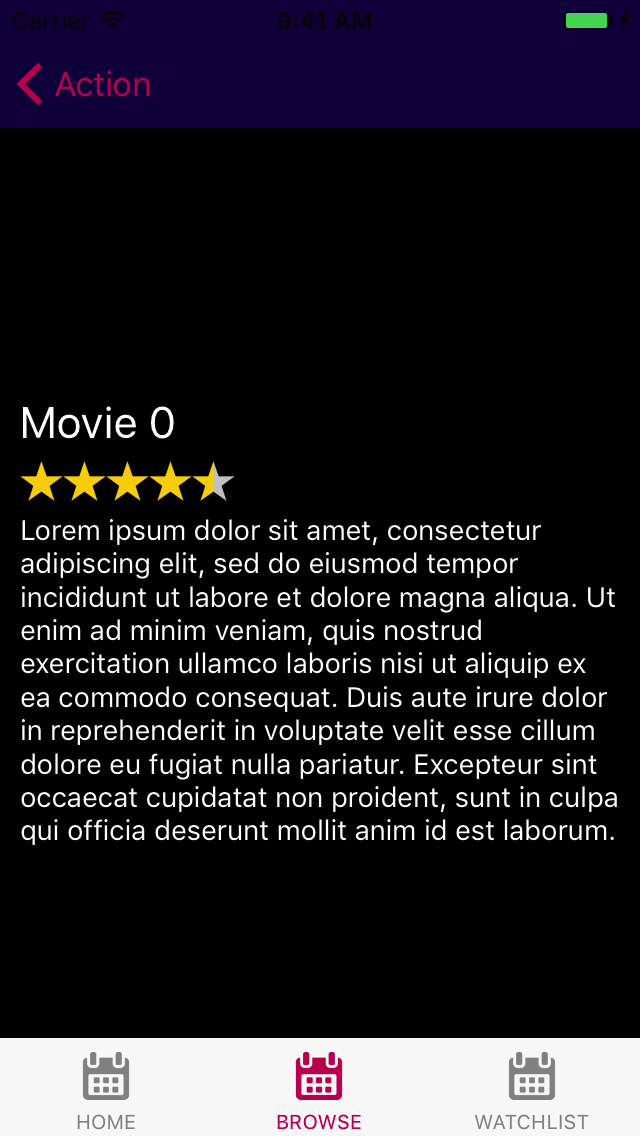 Carrier 9:41 AM
Action
Movie 0
Lorem ipsum dolor sit amet, consectetur
adipiscing elit, sed do eiusmod tempor
incididunt ut labore et dolore magna aliqua. Ut
enim ad minim veniam, quis nostrud
exercitation ullamco laboris nisi ut aliquip ex
ea commodo consequat. Duis aute irure dolor
in reprehenderit in voluptate velit esse cillum
dolore eu fugiat nulla pariatur. Excepteur sint
occaecat cupidatat non proident, sunt in culpa
qui officia deserunt mollit anim id est laborum.
HOME BROWSE WATCHLIST